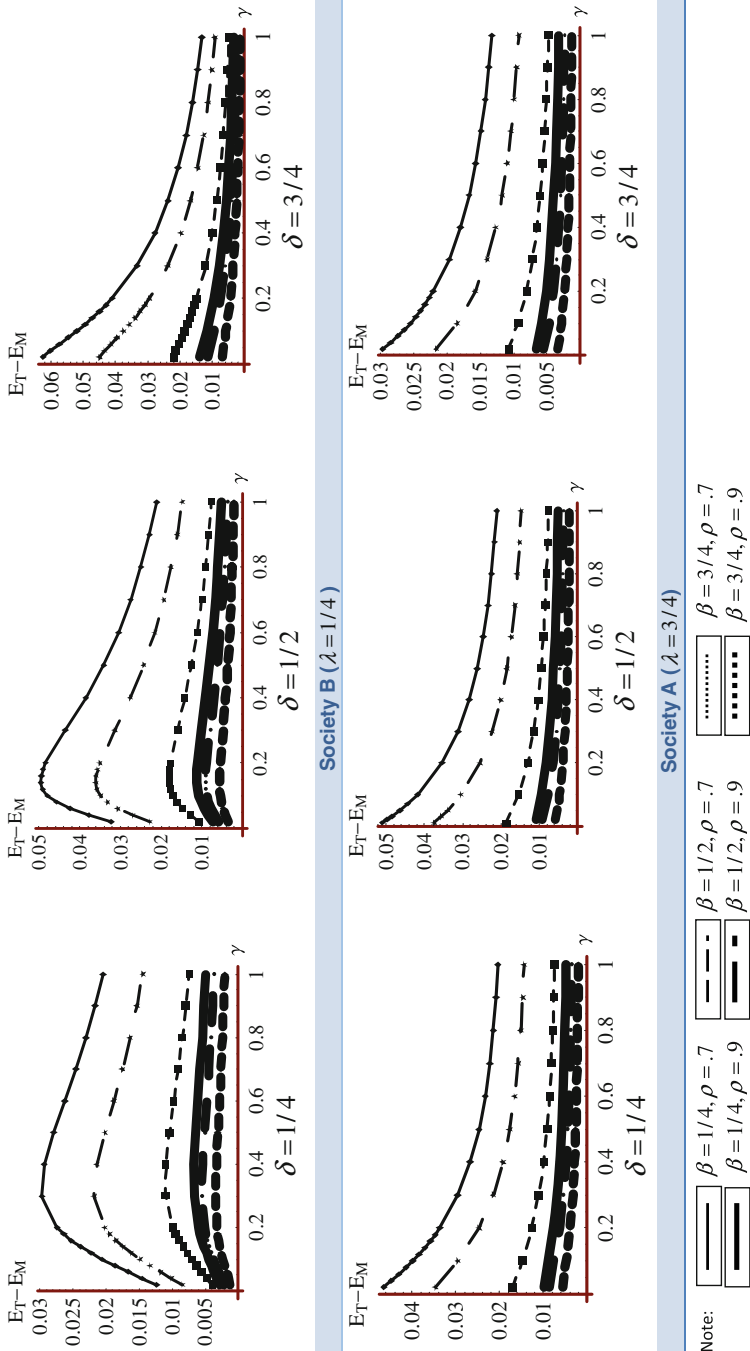 E_T–E_M
0.03
0.025
0.02
0.015
0.01
0.005
0.2 0.4 0.6 0.8 1 γ
δ = 1/4
E_T–E_M
0.05
0.04
0.03
0.02
0.01
0.2 0.4 0.6 0.8 1 γ
δ = 1/2
E_T–E_M
0.06
0.05
0.04
0.03
0.02
0.01
0.2 0.4 0.6 0.8 1 γ
δ = 3/4
Society B ( λ = 1/4 )
E_T–E_M
0.04
0.03
0.02
0.01
0.2 0.4 0.6 0.8 1 γ
δ = 1/4
E_T–E_M
0.05
0.04
0.03
0.02
0.01
0.2 0.4 0.6 0.8 1 γ
δ = 1/2
E_T–E_M
0.03
0.025
0.02
0.015
0.01
0.005
0.2 0.4 0.6 0.8 1 γ
δ = 3/4
Society A ( λ = 3/4)
Note: β = 1/4, ρ = .7 β = 1/2, ρ = .7 β = 3/4, ρ = .7
β = 1/4, ρ = .9 β = 1/2, ρ = .9 β = 3/4, ρ = .9